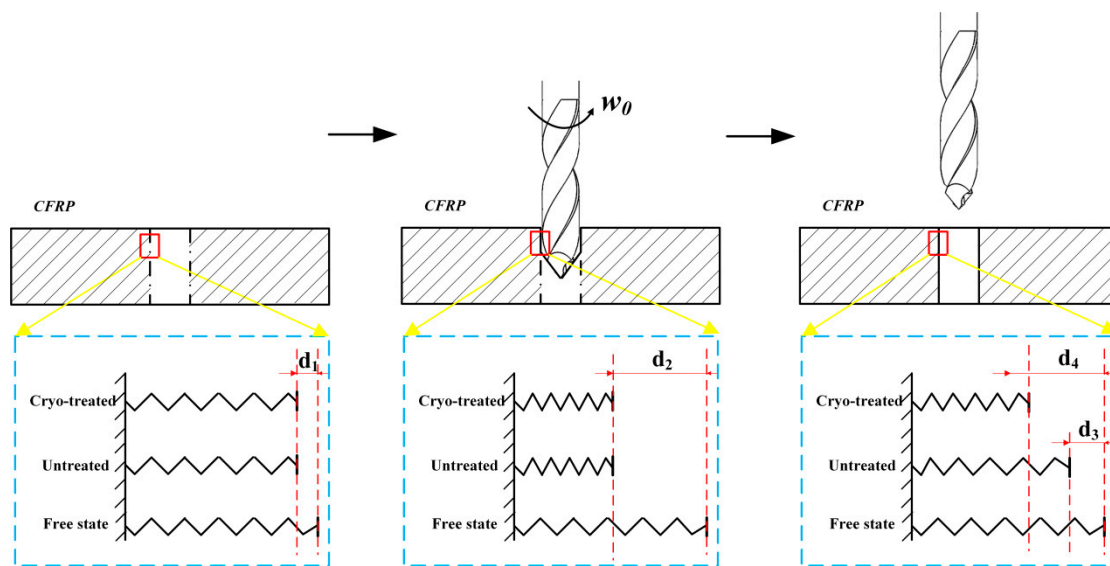 w₀
CFRP
CFRP
CFRP
d₁
Cryo-treated
Untreated
Free state
d₂
Cryo-treated
Untreated
Free state
d₄
Cryo-treated
d₃
Untreated
Free state